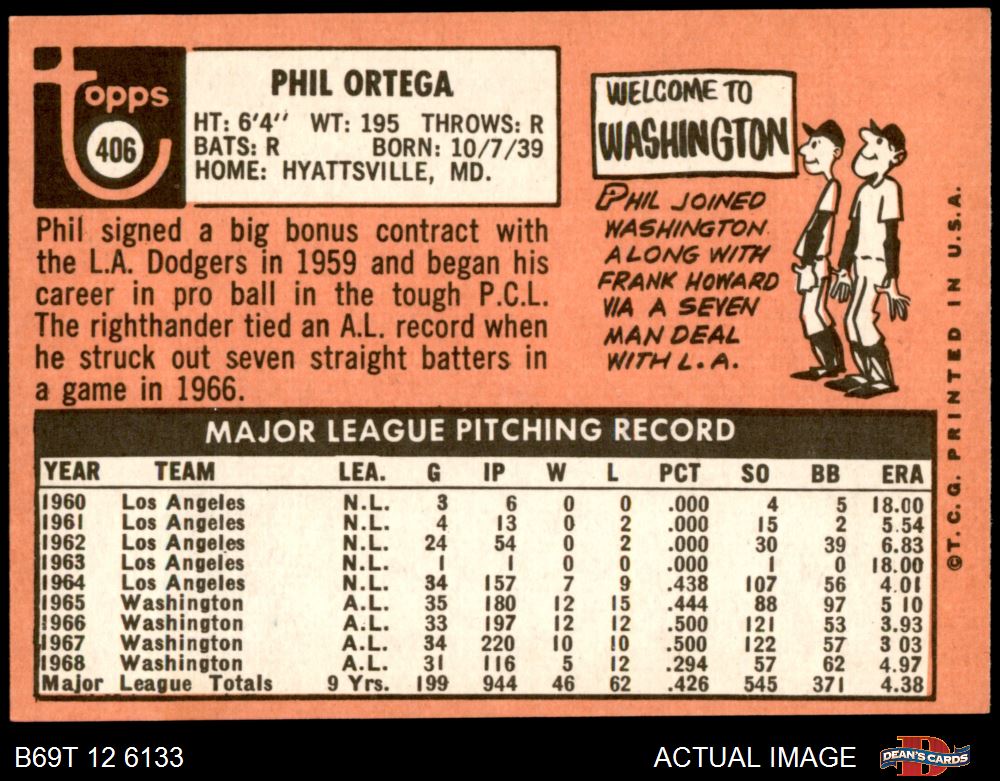 Topps
406
PHIL ORTEGA
HT: 6'4" WT: 195 THROWS: R
BATS: R BORN: 10/7/39
HOME: HYATTSVILLE, MD.
Phil signed a big bonus contract with
the L.A. Dodgers in 1959 and began his
career in pro ball in the tough P.C.L.
The righthander tied an A.L. record when
he struck out seven straight batters in
a game in 1966.
WELCOME TO
WASHINGTON
PHIL JOINED
WASHINGTON
ALONG WITH
FRANK HOWARD
VIA A SEVEN
MAN DEAL
WITH L.A.
MAJOR LEAGUE PITCHING RECORD
YEAR TEAM LEA. G IP W L PCT SO BB ERA
1960 Los Angeles N.L. 3 6 0 0 .000 4 5 18.00
1961 Los Angeles N.L. 4 13 0 2 .000 15 2 5.54
1962 Los Angeles N.L. 24 54 0 2 .000 30 39 6.83
1963 Los Angeles N.L. 1 1 0 0 .000 1 0 18.00
1964 Los Angeles N.L. 34 157 7 9 .438 107 56 4.01
1965 Washington A.L. 35 180 12 15 .444 88 97 5 10
1966 Washington A.L. 33 197 12 12 .500 121 53 3.93
1967 Washington A.L. 34 220 10 10 .500 122 57 3 03
1968 Washington A.L. 31 116 5 12 .294 57 62 4.97
Major League Totals 9 Yrs. 199 944 46 62 .426 545 371 4.38
©T.C.G. PRINTED IN U.S.A.
B69T 12 6133
ACTUAL IMAGE
DEAN'S CARDS